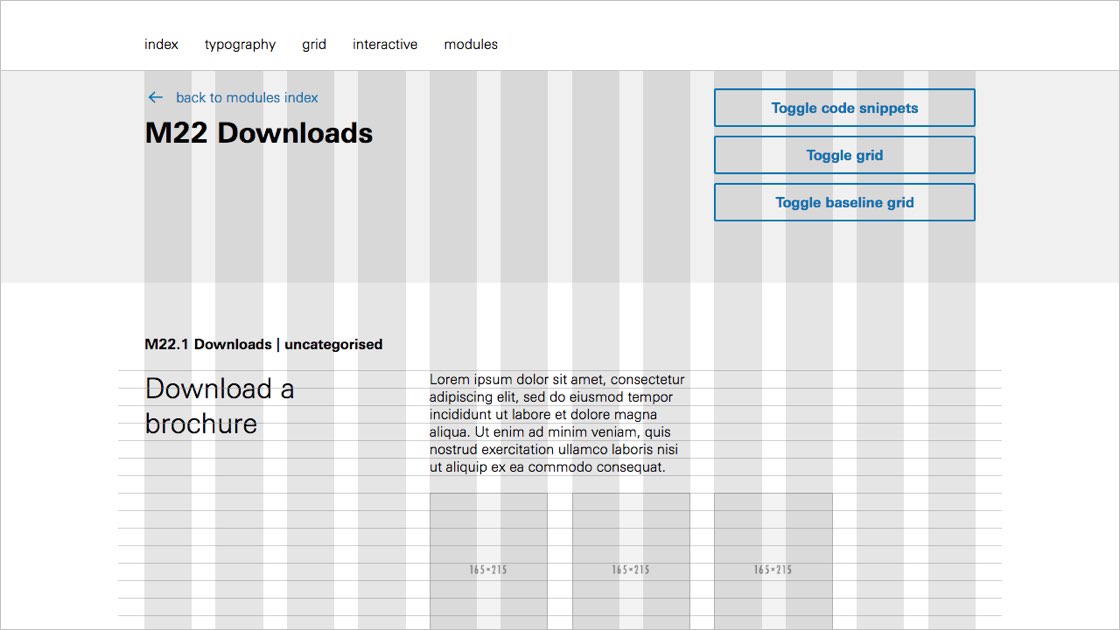 index typography grid interactive modules
← back to modules index
M22 Downloads
Toggle code snippets
Toggle grid
Toggle baseline grid
M22.1 Downloads | uncategorised
Download a
brochure
Lorem ipsum dolor sit amet, consectetur
adipiscing elit, sed do eiusmod tempor
incididunt ut labore et dolore magna
aliqua. Ut enim ad minim veniam, quis
nostrud exercitation ullamco laboris nisi
ut aliquip ex ea commodo consequat.
165×215 165×215 165×215